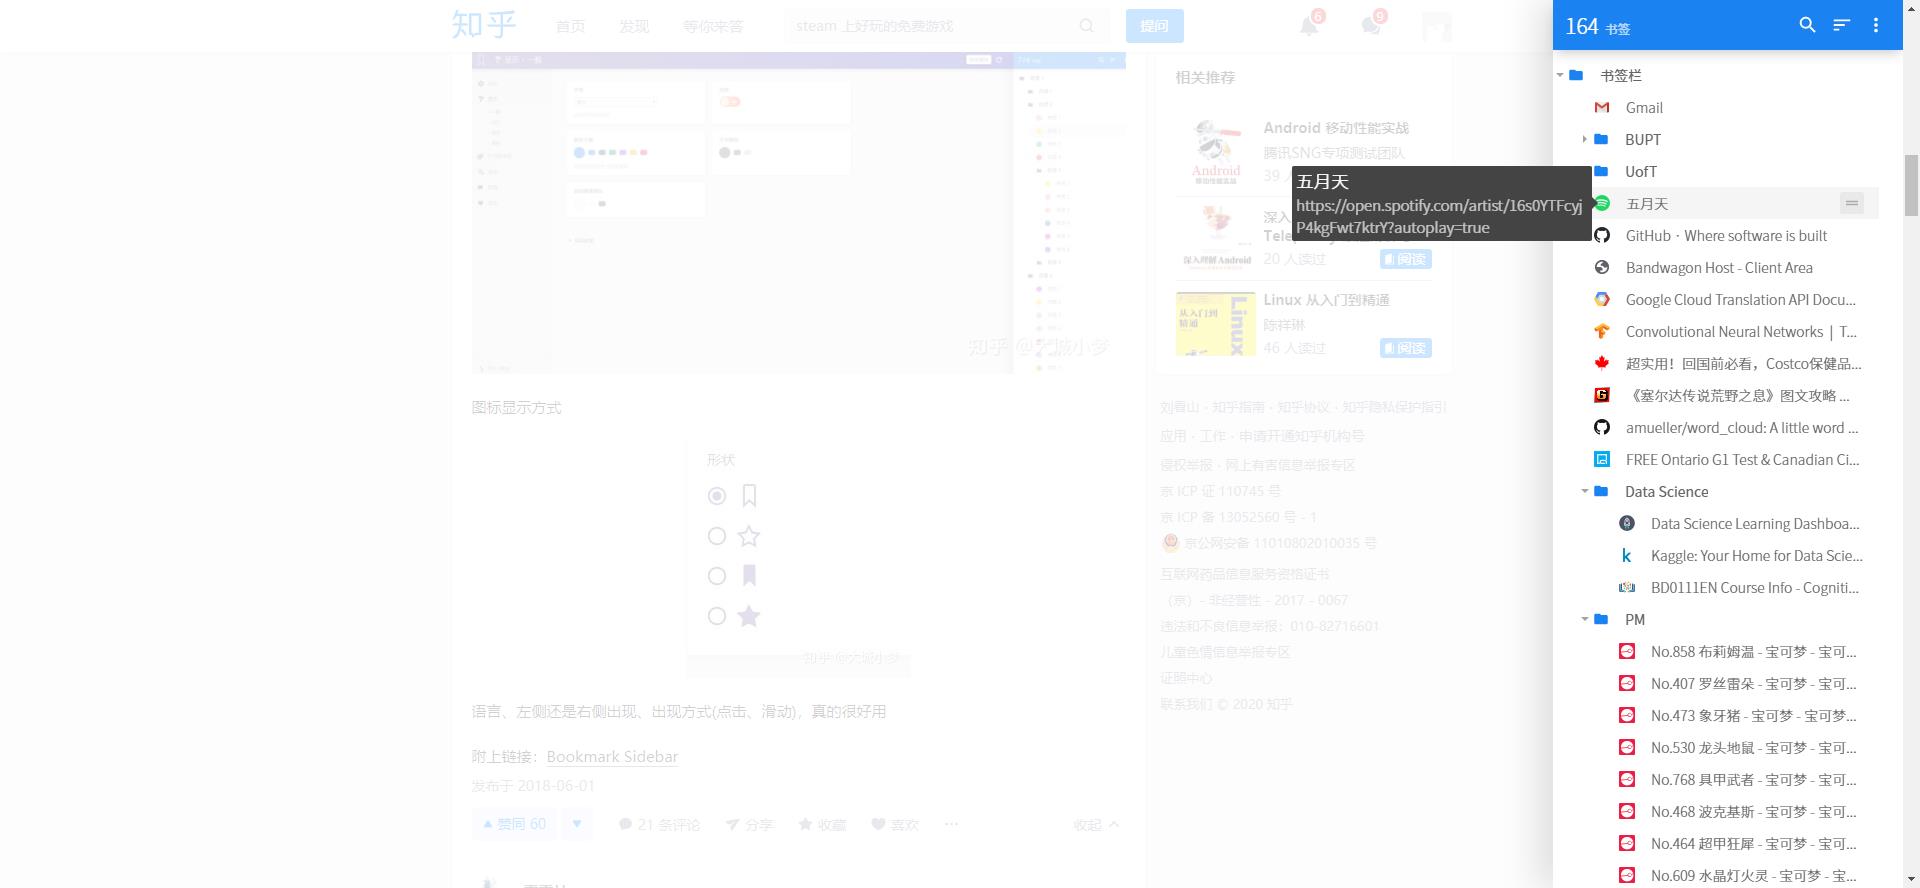 知乎
首页
发现
等你来答
steam 上好玩的免费游戏
提问
6
9
相关推荐
Android 移动性能实战
腾讯SNG专项测试团队
39
20 人读过
阅读
Linux 从入门到精通
陈祥琳
46 人读过
阅读
知乎 @大城小梦
图标显示方式
形状
知乎 @大城小梦
语言、左侧还是右侧出现、出现方式(点击、滑动)，真的很好用
附上链接：Bookmark Sidebar
发布于 2018-06-01
赞同 60
21 条评论
分享
收藏
喜欢
收起
刘看山 · 知乎指南 · 知乎协议 · 知乎隐私保护指引
应用 · 工作 · 申请开通知乎机构号
侵权举报 · 网上有害信息举报专区
京 ICP 证 110745 号
京 ICP 备 13052560 号 - 1
京公网安备 11010802010035 号
互联网药品信息服务资格证书
（京）- 非经营性 - 2017 - 0067
违法和不良信息举报：010-82716601
儿童色情信息举报专区
证照中心
联系我们 © 2020 知乎
五月天
https://open.spotify.com/artist/16s0YTFcyj
P4kgFwt7ktrY?autoplay=true
164 书签
书签栏
Gmail
BUPT
UofT
五月天
GitHub · Where software is built
Bandwagon Host - Client Area
Google Cloud Translation API Docu...
Convolutional Neural Networks | T...
超实用！回国前必看，Costco保健品...
《塞尔达传说荒野之息》图文攻略 ...
amueller/word_cloud: A little word ...
FREE Ontario G1 Test & Canadian Ci...
Data Science
Data Science Learning Dashboa...
Kaggle: Your Home for Data Scie...
BD0111EN Course Info - Cogniti...
PM
No.858 布莉姆温 - 宝可梦 - 宝可...
No.407 罗丝雷朵 - 宝可梦 - 宝可...
No.473 象牙猪 - 宝可梦 - 宝可梦...
No.530 龙头地鼠 - 宝可梦 - 宝可...
No.768 具甲武者 - 宝可梦 - 宝可...
No.468 波克基斯 - 宝可梦 - 宝可...
No.464 超甲狂犀 - 宝可梦 - 宝可...
No.609 水晶灯火灵 - 宝可梦 - 宝...